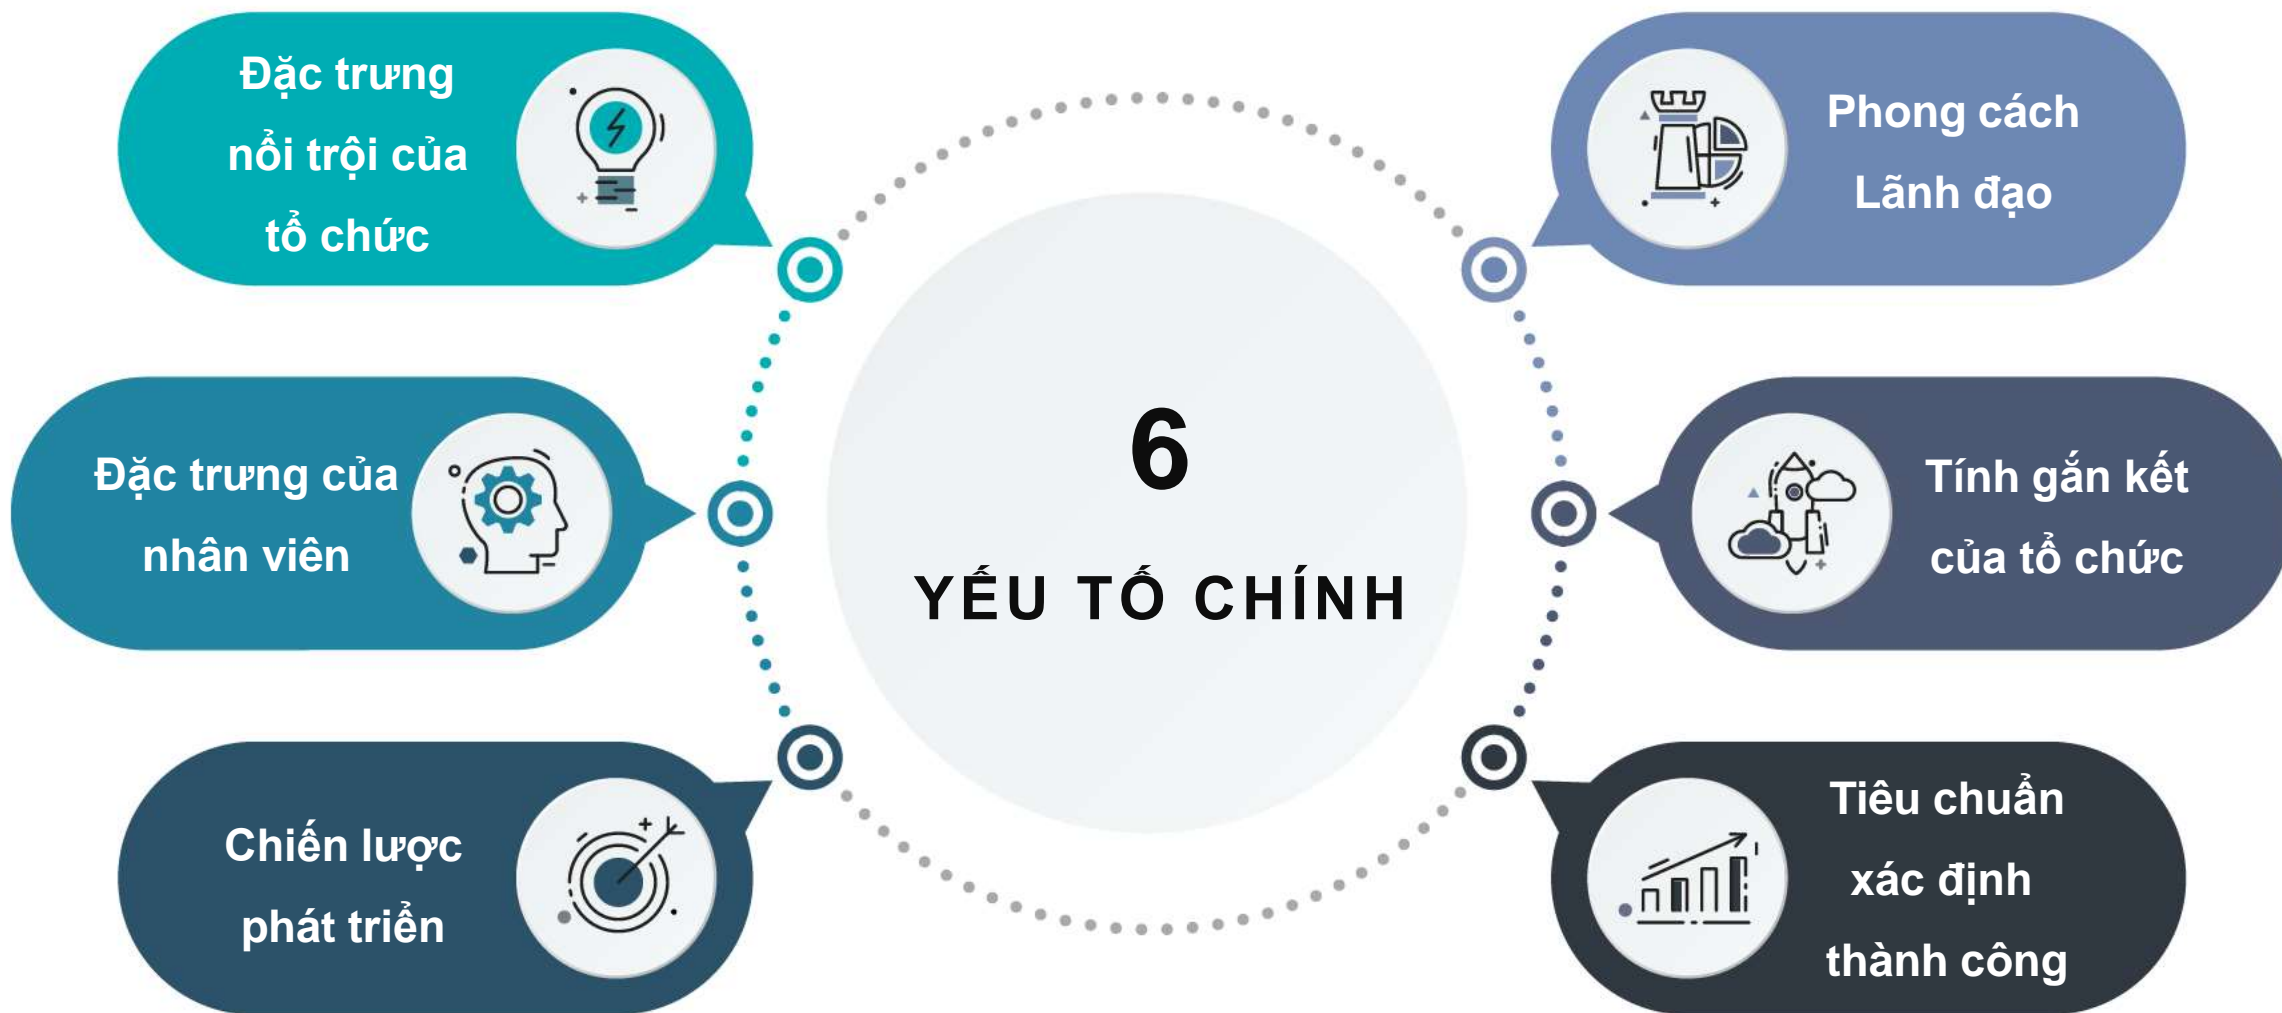 Đặc trưng
nổi trội của
tổ chức
Đặc trưng của
nhân viên
Chiến lược
phát triển
6
YẾU TỐ CHÍNH
Phong cách
Lãnh đạo
Tính gắn kết
của tổ chức
Tiêu chuẩn
xác định
thành công